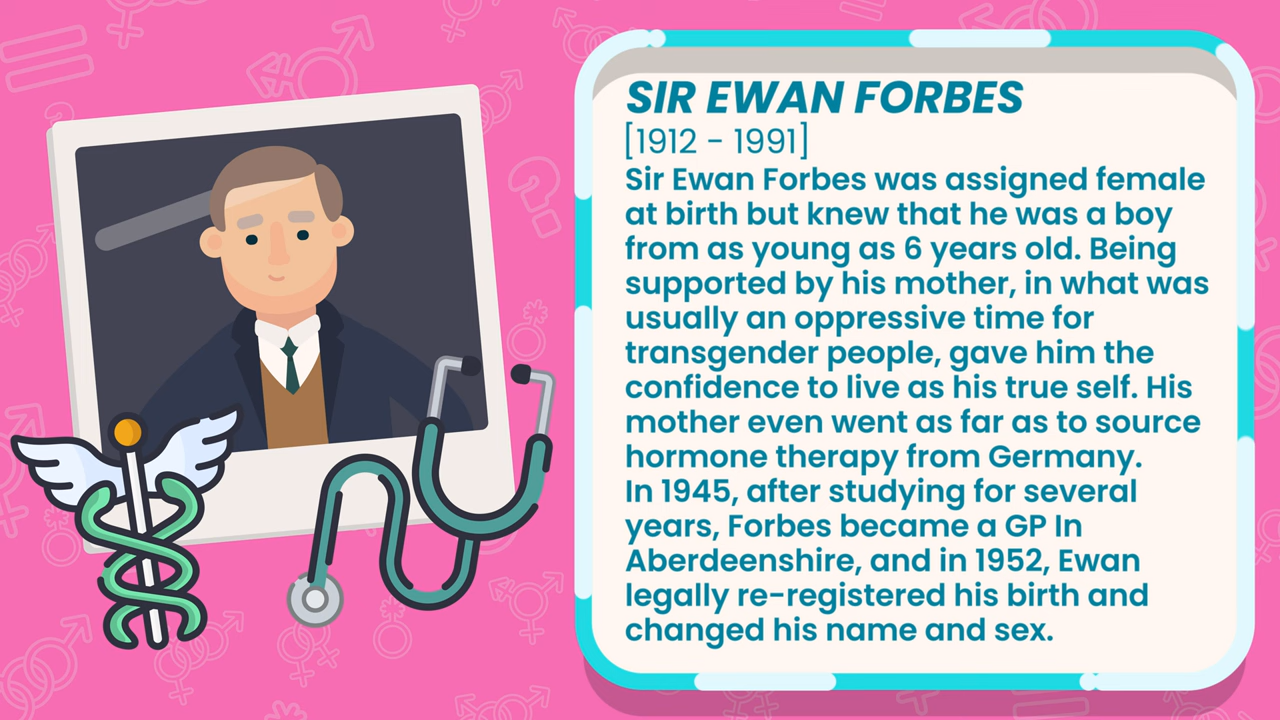 SIR EWAN FORBES
[1912 - 1991]
Sir Ewan Forbes was assigned female
at birth but knew that he was a boy
from as young as 6 years old. Being
supported by his mother, in what was
usually an oppressive time for
transgender people, gave him the
confidence to live as his true self. His
mother even went as far as to source
hormone therapy from Germany.
In 1945, after studying for several
years, Forbes became a GP In
Aberdeenshire, and in 1952, Ewan
legally re-registered his birth and
changed his name and sex.